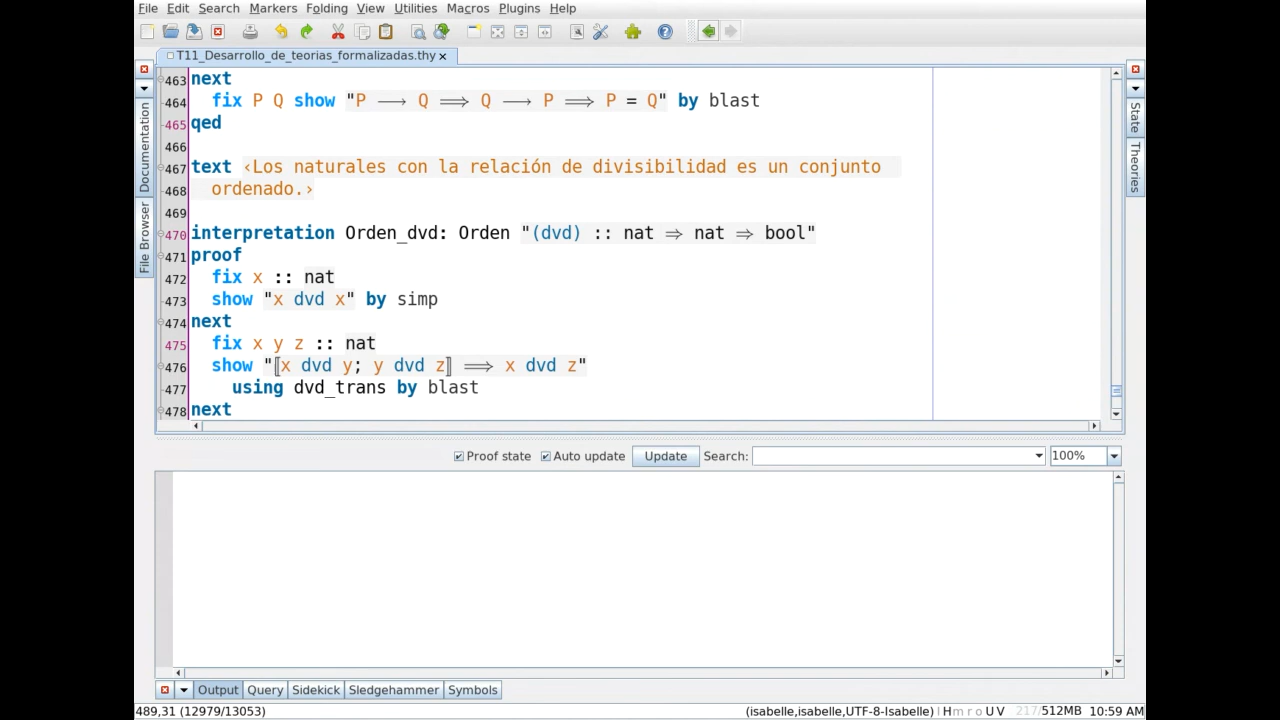 File Edit Search Markers Folding View Utilities Macros Plugins Help
T11_Desarrollo_de_teorias_formalizadas.thy
463 next
464 fix P Q show "P ⟶ Q ⟹ Q ⟶ P ⟹ P = Q" by blast
465 qed
466
467 text ‹Los naturales con la relación de divisibilidad es un conjunto
468 ordenado.›
469
470 interpretation Orden_dvd: Orden "(dvd) :: nat ⇒ nat ⇒ bool"
471 proof
472 fix x :: nat
473 show "x dvd x" by simp
474 next
475 fix x y z :: nat
476 show "⟦x dvd y; y dvd z⟧ ⟹ x dvd z"
477 using dvd_trans by blast
478 next
Documentation
File Browser
State
Theories
Proof state Auto update Update Search: 100%
Output Query Sidekick Sledgehammer Symbols
489,31 (12979/13053) (isabelle,isabelle,UTF-8-Isabelle) H m r o U V 217/512MB 10:59 AM